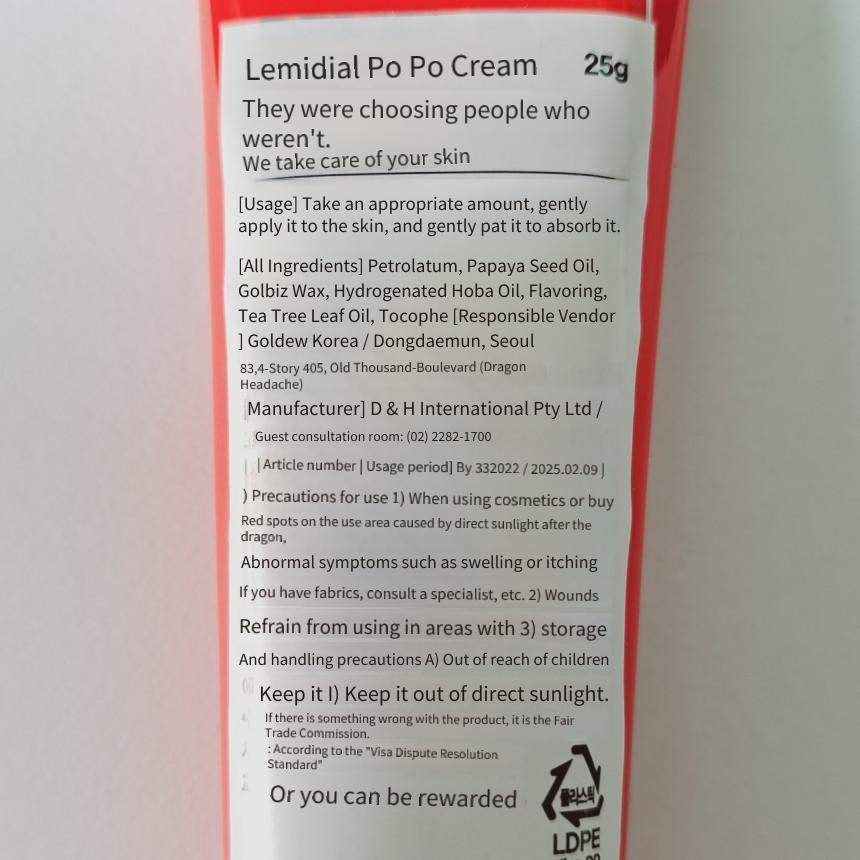 Lemidial Po Po Cream 25g
They were choosing people who
weren't.
We take care of your skin
[Usage] Take an appropriate amount, gently
apply it to the skin, and gently pat it to absorb it.
[All Ingredients] Petrolatum, Papaya Seed Oil,
Golbiz Wax, Hydrogenated Hoba Oil, Flavoring,
Tea Tree Leaf Oil, Tocophe [Responsible Vendor
] Goldew Korea / Dongdaemun, Seoul
83,4-Story 405, Old Thousand-Boulevard (Dragon
Headache)
Manufacturer] D & H International Pty Ltd /
Guest consultation room: (02) 2282-1700
| Article number | Usage period] By 332022 / 2025.02.09 |
) Precautions for use 1) When using cosmetics or buy
Red spots on the use area caused by direct sunlight after the
dragon,
Abnormal symptoms such as swelling or itching
If you have fabrics, consult a specialist, etc. 2) Wounds
Refrain from using in areas with 3) storage
And handling precautions A) Out of reach of children
Keep it I) Keep it out of direct sunlight.
If there is something wrong with the product, it is the Fair
Trade Commission.
: According to the "Visa Dispute Resolution
Standard"
Or you can be rewarded
플라스틱
LDPE